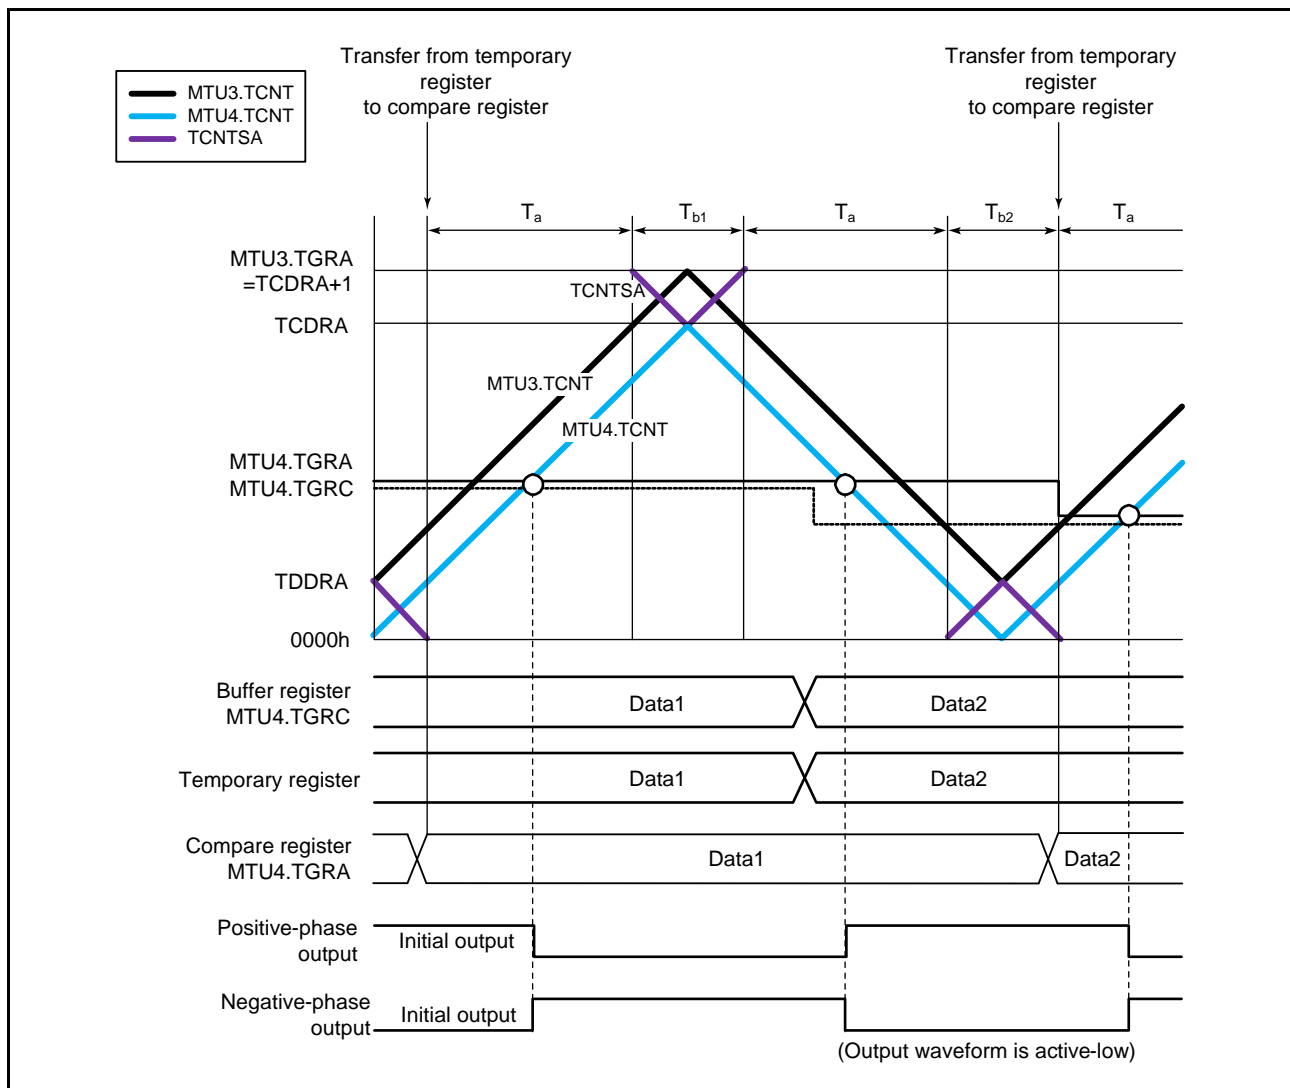 Transfer from temporary
register
to compare register
Transfer from temporary
register
to compare register
MTU3.TCNT
MTU4.TCNT
TCNTSA
Ta
Tb1
Ta
Tb2
Ta
MTU3.TGRA
=TCDRA+1
TCNTSA
TCDRA
MTU3.TCNT
MTU4.TCNT
MTU4.TGRA
MTU4.TGRC
TDDRA
0000h
Buffer register
MTU4.TGRC
Data1
Data2
Temporary register
Data1
Data2
Compare register
MTU4.TGRA
Data1
Data2
Positive-phase
output
Initial output
Negative-phase
output
Initial output
(Output waveform is active-low)